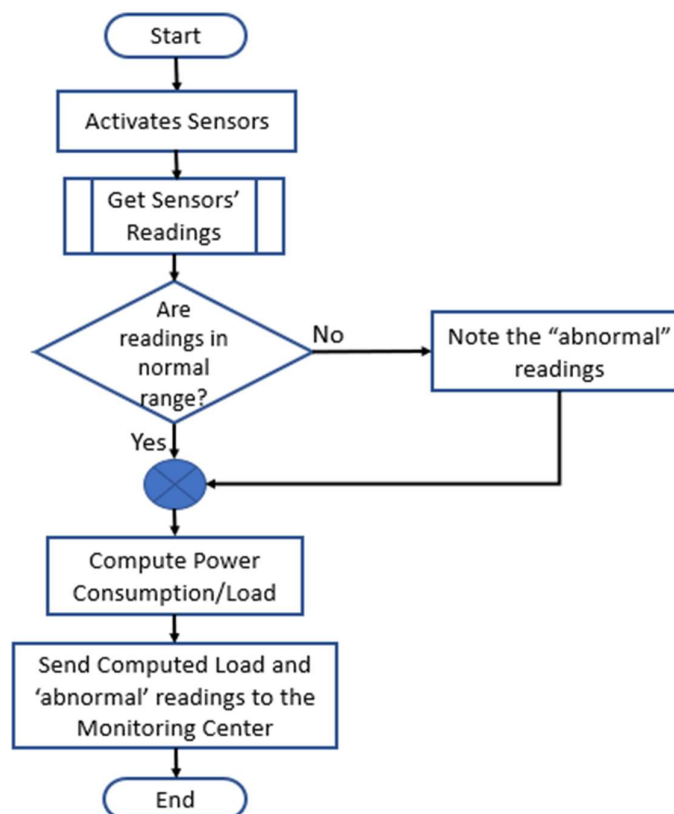 Start
Activates Sensors
Get Sensors’
Readings
Are
readings in
normal
range?
No
Note the “abnormal”
readings
Yes
Compute Power
Consumption/Load
Send Computed Load and
‘abnormal’ readings to the
Monitoring Center
End